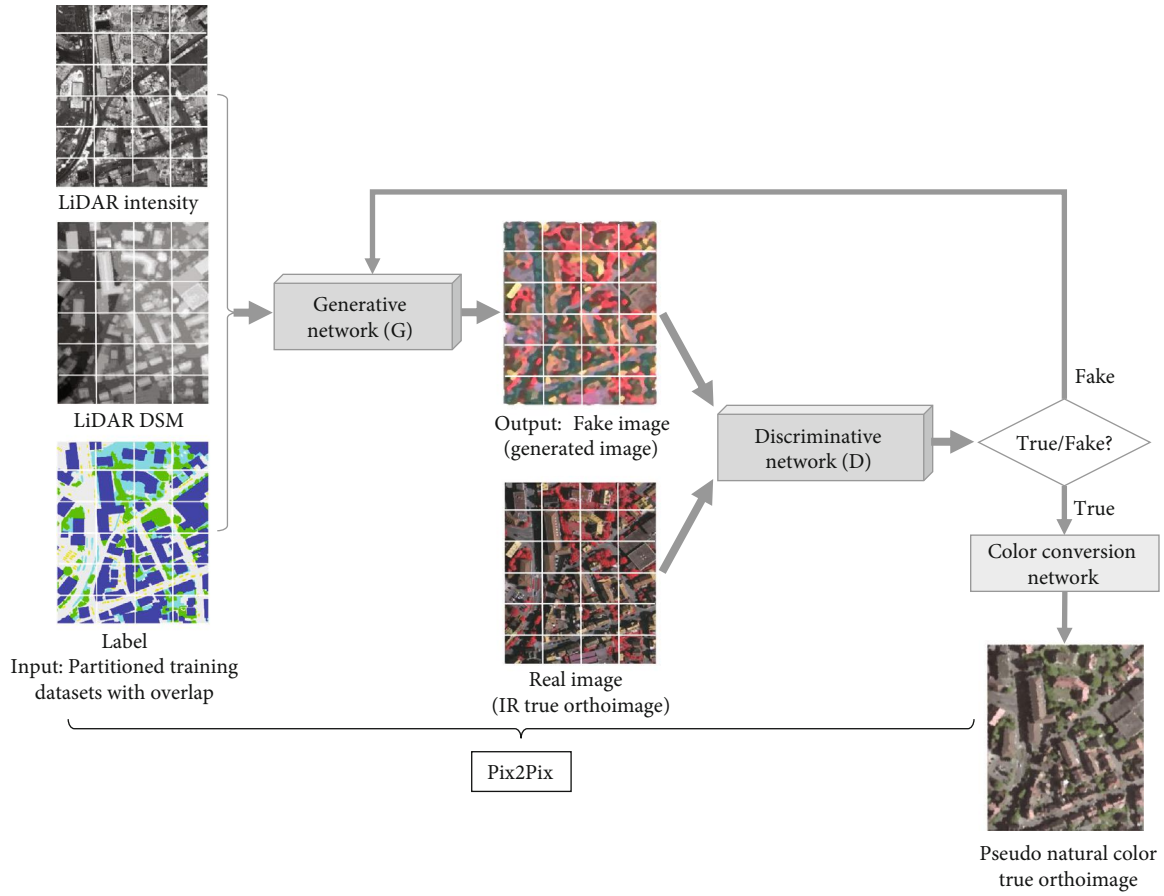 LiDAR intensity
LiDAR DSM
Label
Input: Partitioned training
datasets with overlap
Generative
network (G)
Output: Fake image
(generated image)
Real image
(IR true orthoimage)
Discriminative
network (D)
True/Fake?
Fake
True
Color conversion
network
Pseudo natural color
true orthoimage
Pix2Pix